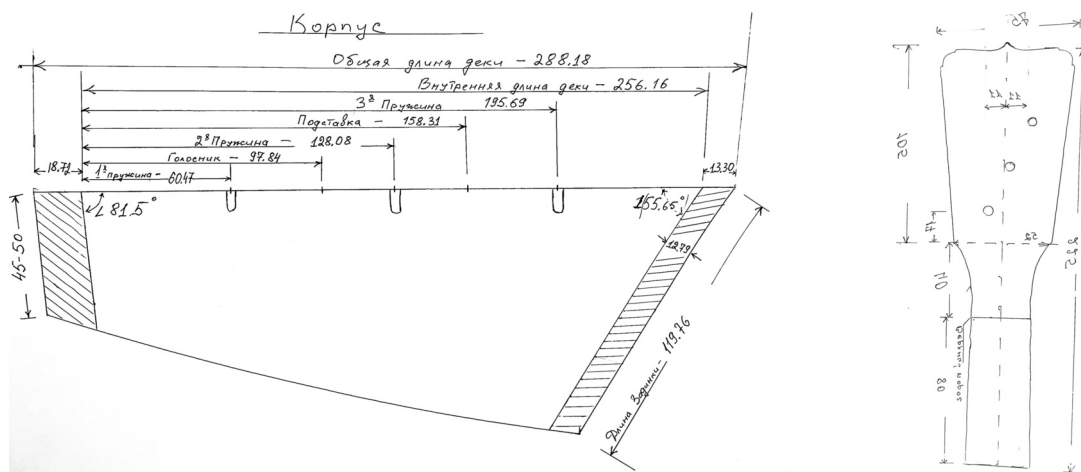 Корпус
Общая длина деки - 288.18
Внутренняя длина деки - 256.16
3я Пружина 195.69
Подставка - 158.31
2я Пружина - 128.08
Голосник - 97.84
18.71
1я пружина - 60.47
13.30
∠81.5°
55.65°
45-50
12.79
Длина Задинки - 119.76
105
80